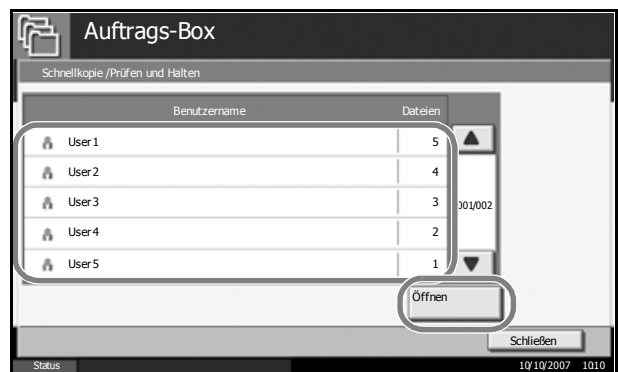 Auftrags-Box
Schnellkopie /Prüfen und Halten
Benutzername Dateien
User 1 5
User 2 4
User 3 3
001/002
User 4 2
User 5 1
Öffnen
Schließen
Status 10/10/2007 1010